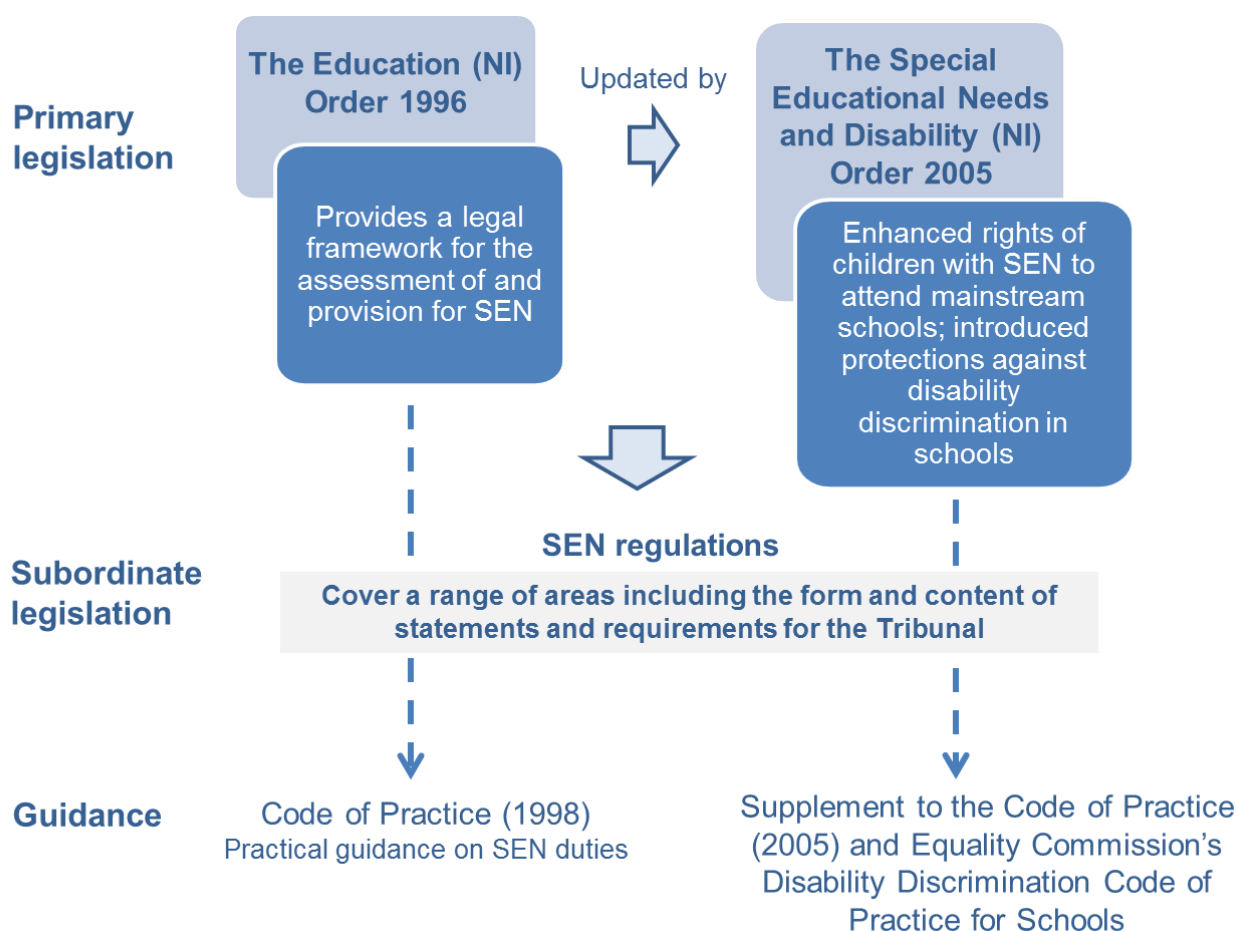 Primary
legislation
The Education (NI)
Order 1996
Provides a legal
framework for the
assessment of and
provision for SEN
Updated by
The Special
Educational Needs
and Disability (NI)
Order 2005
Enhanced rights of
children with SEN to
attend mainstream
schools; introduced
protections against
disability
discrimination in
schools
Subordinate
legislation
SEN regulations
Cover a range of areas including the form and content of
statements and requirements for the Tribunal
Guidance
Code of Practice (1998)
Practical guidance on SEN duties
Supplement to the Code of Practice
(2005) and Equality Commission’s
Disability Discrimination Code of
Practice for Schools